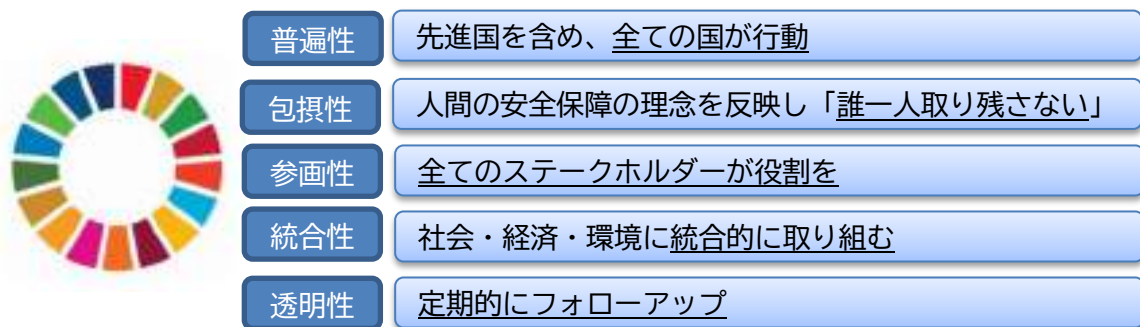 普遍性 先進国を含め、全ての国が行動
包摂性 人間の安全保障の理念を反映し「誰一人取り残さない」
参画性 全てのステークホルダーが役割を
統合性 社会・経済・環境に統合的に取り組む
透明性 定期的にフォローアップ